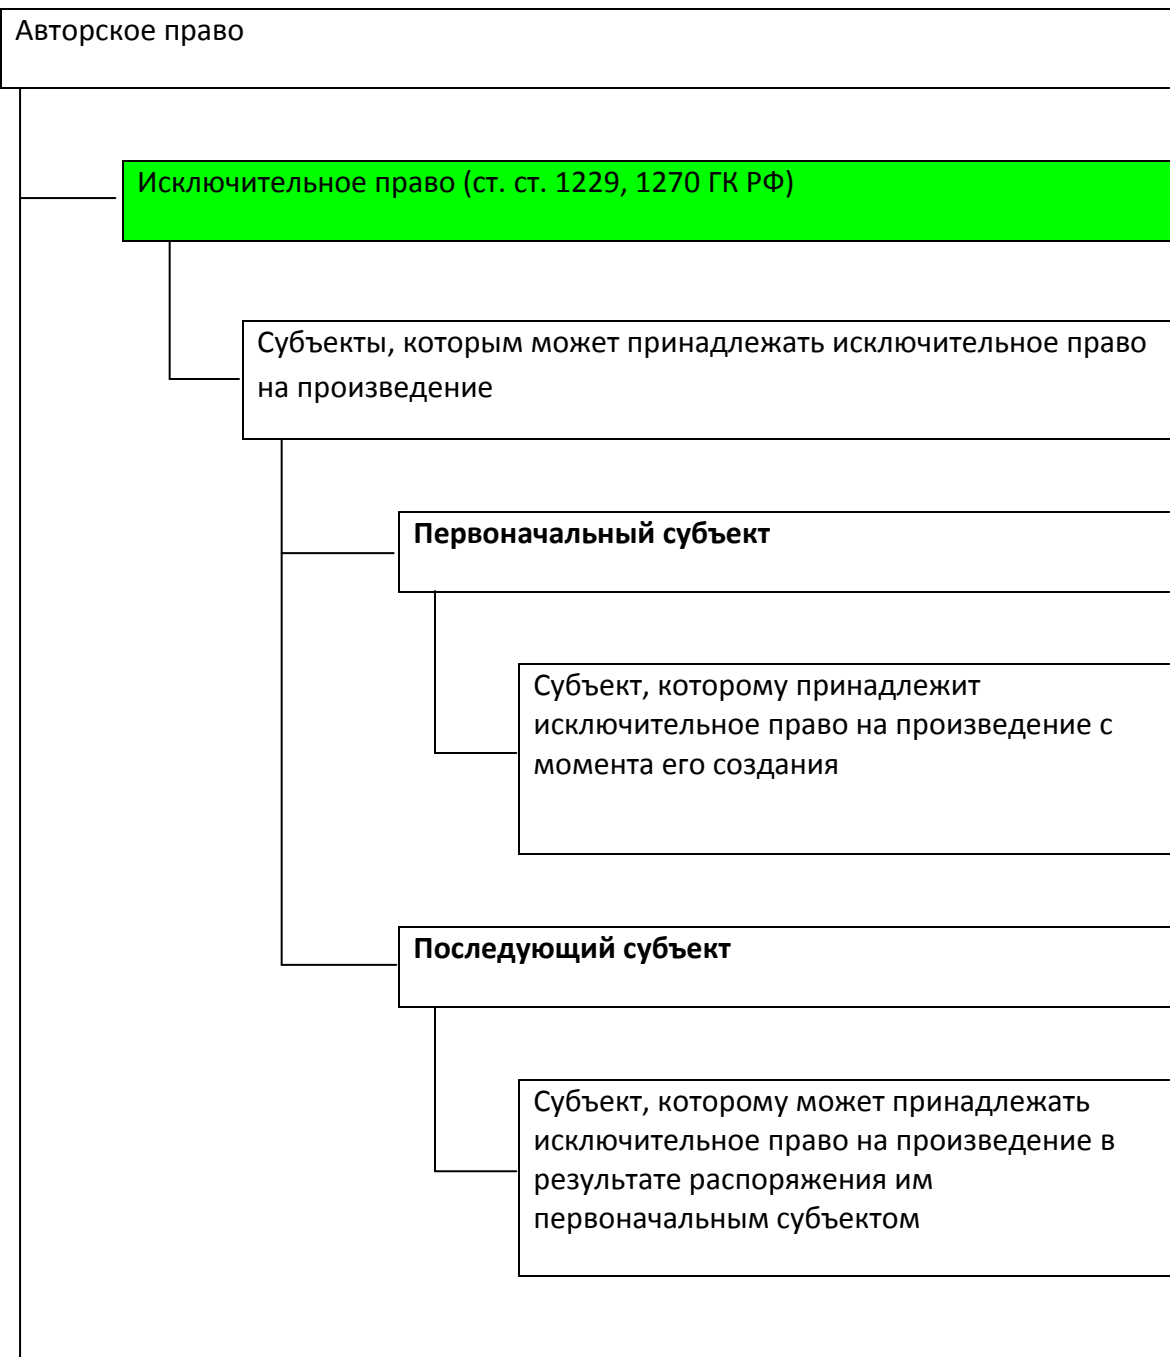 Авторское право
Исключительное право (ст. ст. 1229, 1270 ГК РФ)
Субъекты, которым может принадлежать исключительное право
на произведение
Первоначальный субъект
Субъект, которому принадлежит
исключительное право на произведение с
момента его создания
Последующий субъект
Субъект, которому может принадлежать
исключительное право на произведение в
результате распоряжения им
первоначальным субъектом